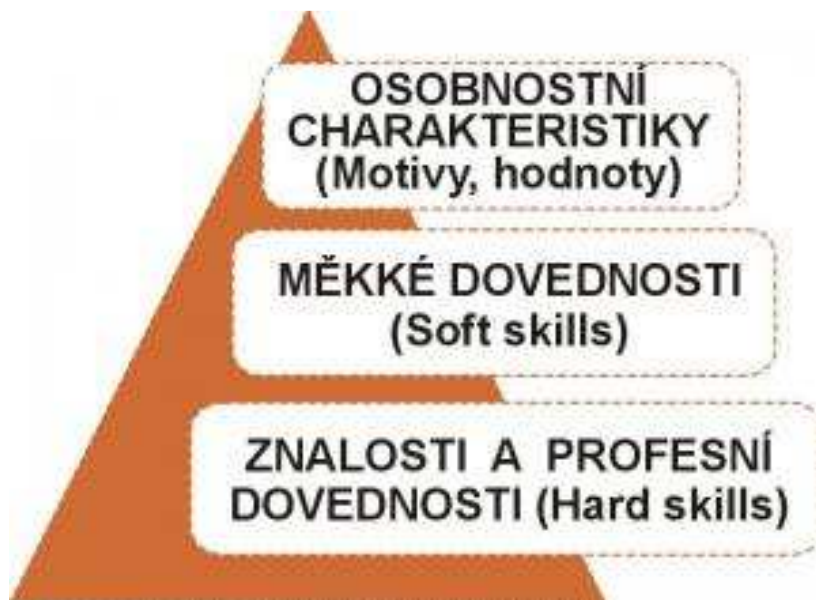 OSOBNOSTNÍ
CHARAKTERISTIKY
(Motivy, hodnoty)
MĚKKÉ DOVEDNOSTI
(Soft skills)
ZNALOSTI A PROFESNÍ
DOVEDNOSTI (Hard skills)